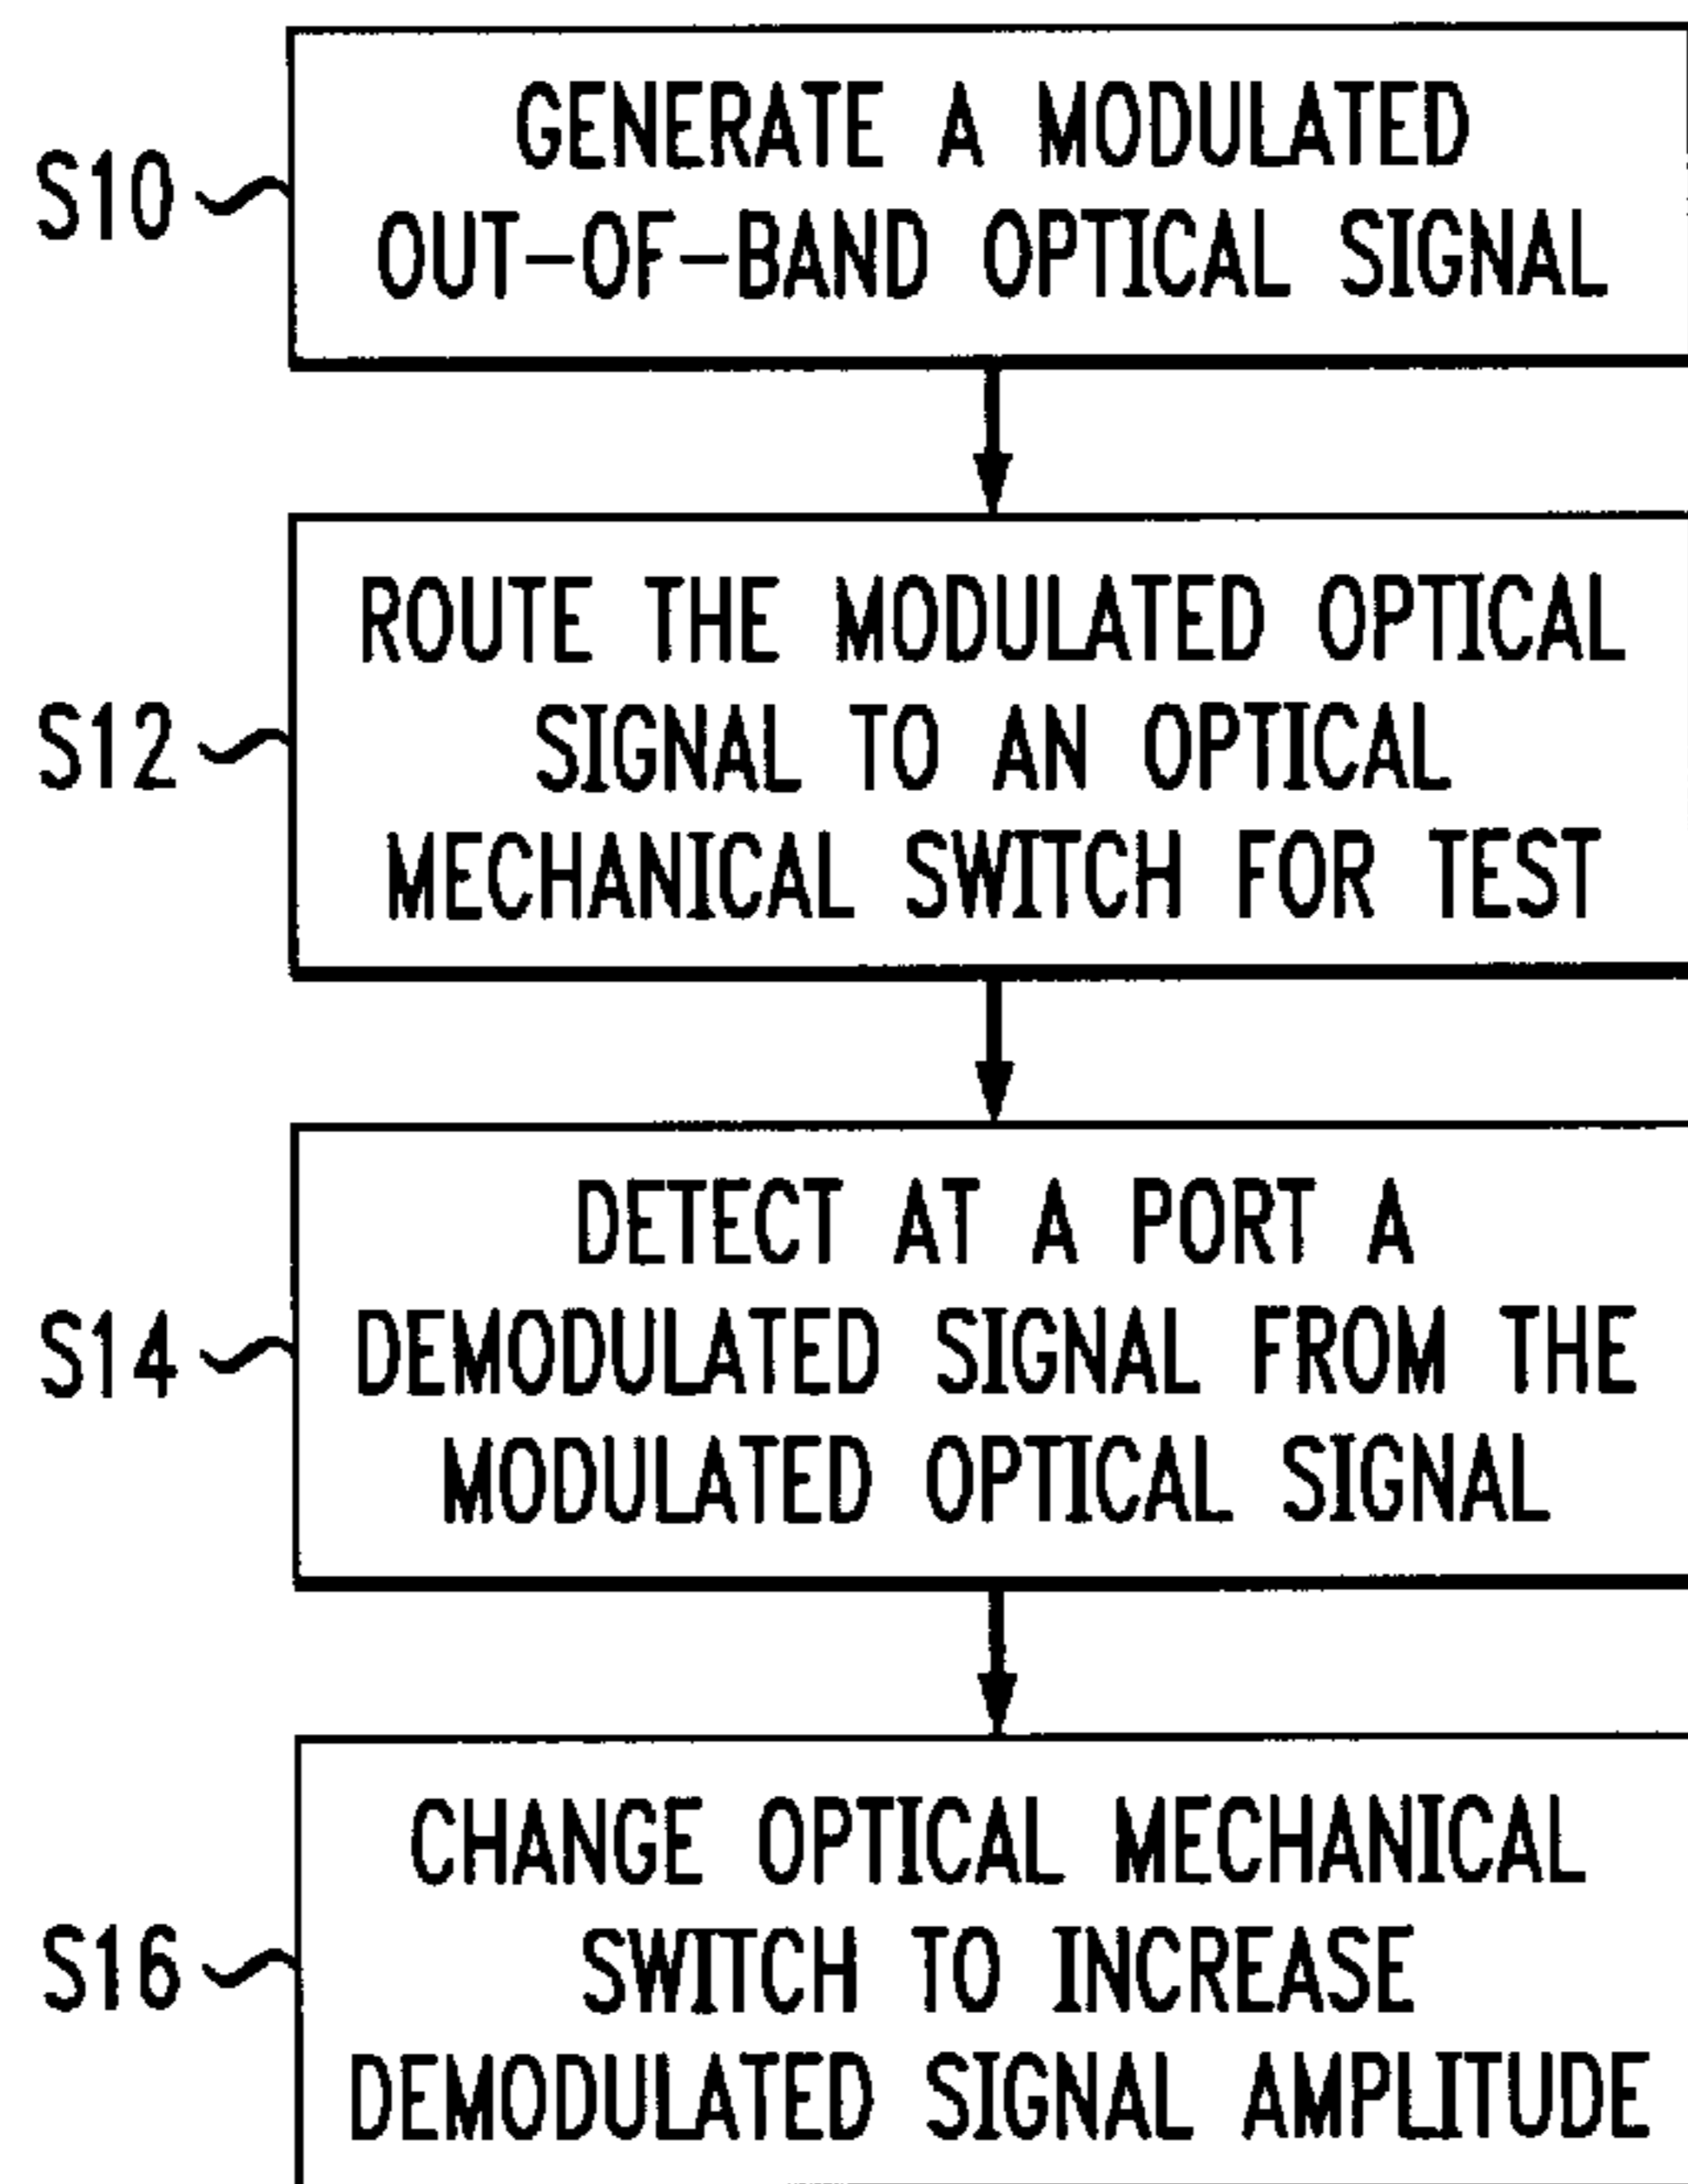 GENERATE A MODULATED
S10
OUT-OF-BAND OPTICAL SIGNAL
ROUTE THE MODULATED OPTICAL
S12
SIGNAL TO AN OPTICAL
MECHANICAL SWITCH FOR TEST
DETECT AT A PORT A
S14
DEMODULATED SIGNAL FROM THE
MODULATED OPTICAL SIGNAL
CHANGE OPTICAL MECHANICAL
S16
SWITCH TO INCREASE
DEMODULATED SIGNAL AMPLITUDE